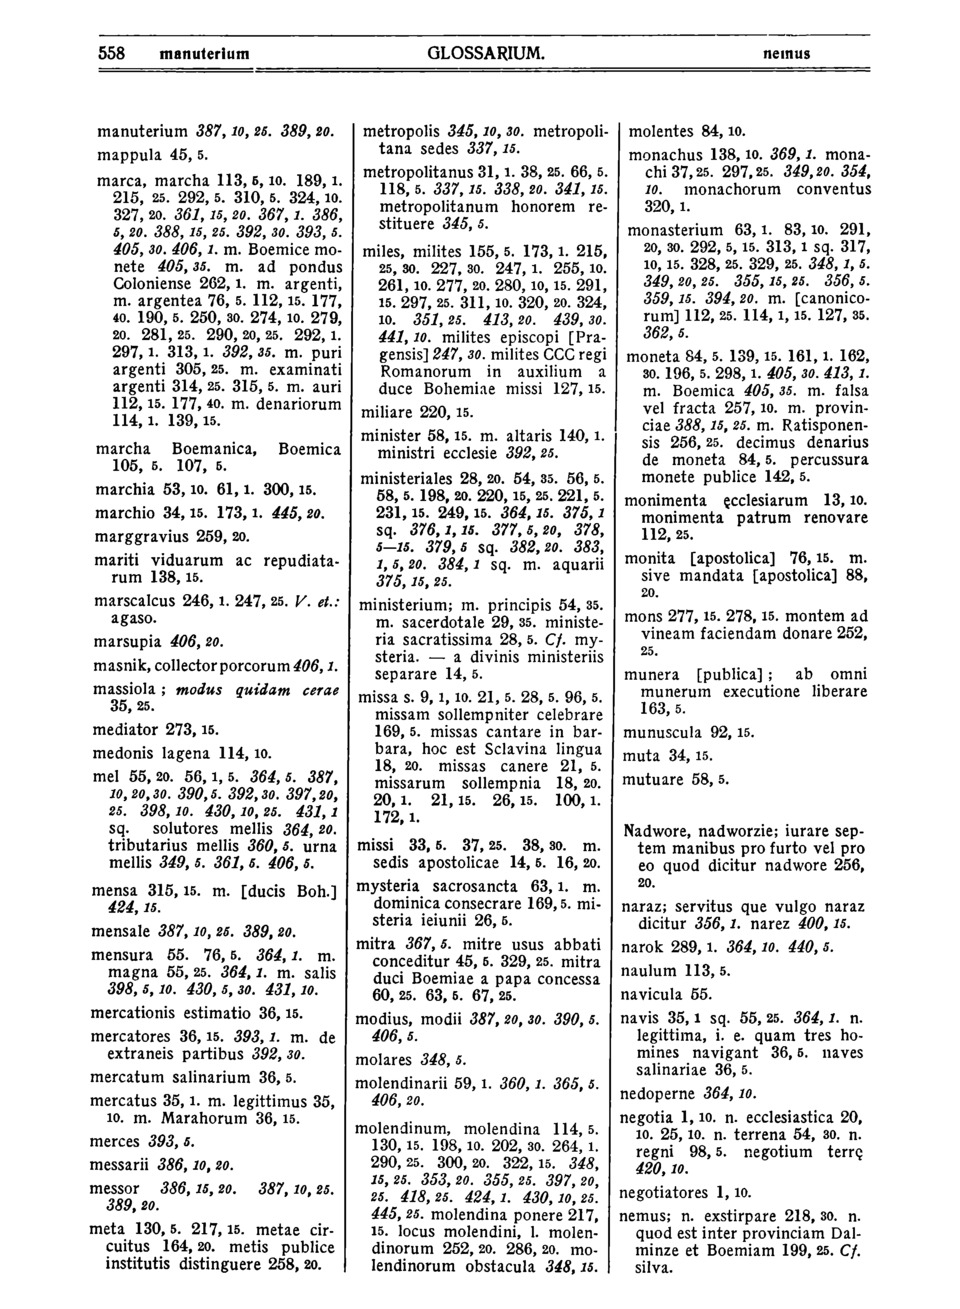 558 manuterium GLOSSARIUM. nemus
manuterium 387, 10, 25. 389, 20.
mappula 45, 5.
marca, marcha 113, 5, 10. 189, 1.
215, 25. 292, 5. 310, 5. 324, 10.
327, 20. 361, 15, 20. 367, 1. 386,
5, 20. 388, 15, 25. 392, 30. 393, 5.
405, 30. 406, 1. m. Boemice mo-
nete 405, 35. m. ad pondus
Coloniense 262, 1. m. argenti,
m. argentea 76, 5. 112, 15. 177,
40. 190, 5. 250, 30. 274, 10. 279,
20. 281, 25. 290, 20, 25. 292, 1.
297, 1. 313, 1. 392, 35. m. puri
argenti 305, 25. m. examinati
argenti 314, 25. 315, 5. m. auri
112, 15. 177, 40. m. denariorum
114, 1. 139, 15.
marcha Boemanica, Boemica
105, 5. 107, 5.
marchia 53, 10. 61, 1. 300, 15.
marchio 34, 15. 173, 1. 445, 20.
marggravius 259, 20.
mariti viduarum ac repudiata-
rum 138, 15.
marscalcus 246, 1. 247, 25. V. et.:
agaso.
marsupia 406, 20.
masnik, collector porcorum 406, 1.
massiola ; modus quidam cerae
35, 25.
mediator 273, 15.
medonis lagena 114, 10.
mel 55, 20. 56, 1, 5. 364, 5. 387,
10, 20, 30. 390, 5. 392, 30. 397, 20,
25. 398, 10. 430, 10, 25. 431, 1
sq. solutores mellis 364, 20.
tributarius mellis 360, 5. urna
mellis 349, 5. 361, 5. 406, 5.
mensa 315, 15. m. [ducis Boh.]
424, 15.
mensale 387, 10, 25. 389, 20.
mensura 55. 76, 5. 364, 1. m.
magna 55, 25. 364, 1. m. salis
398, 5, 10. 430, 5, 30. 431, 10.
mercationis estimatio 36, 15.
mercatores 36, 15. 393, 1. m. de
extraneis partibus 392, 30.
mercatum salinarium 36, 5.
mercatus 35, 1. m. legittimus 35,
10. m. Marahorum 36, 15.
merces 393, 5.
messarii 386, 10, 20.
messor 386, 15, 20. 387, 10, 25.
389, 20.
meta 130, 5. 217, 15. metae cir-
cuitus 164, 20. metis publice
institutis distinguere 258, 20.
metropolis 345, 10, 30. metropoli-
tana sedes 337, 15.
metropolitanus 31, 1. 38, 25. 66, 5.
118, 5. 337, 15. 338, 20. 341, 15.
metropolitanum honorem re-
stituere 345, 5.
miles, milites 155, 5. 173, 1. 215,
25, 30. 227, 30. 247, 1. 255, 10.
261, 10. 277, 20. 280, 10, 15. 291,
15. 297, 25. 311, 10. 320, 20. 324,
10. 351, 25. 413, 20. 439, 30.
441, 10. milites episcopi [Pra-
gensis] 247, 30. milites CCC regi
Romanorum in auxilium a
duce Bohemiae missi 127, 15.
miliare 220, 15.
minister 58, 15. m. altaris 140, 1.
ministri ecclesie 392, 25.
ministeriales 28, 20. 54, 35. 56, 5.
58, 5. 198, 20. 220, 15, 25. 221, 5.
231, 15. 249, 15. 364, 15. 375, 1
sq. 376, 1, 15. 377, 5, 20, 378,
5—15. 379, 5 sq. 382, 20. 383,
1, 5, 20. 384, 1 sq. m. aquarii
375, 15, 25.
ministerium; m. principis 54, 35.
m. sacerdotale 29, 35. ministe-
ria sacratissima 28, 5. Cf. my-
steria. — a divinis ministeriis
separare 14, 5.
missa s. 9, 1, 10. 21, 5. 28, 5. 96, 5.
missam sollempniter celebrare
169, 5. missas cantare in bar-
bara, hoc est Sclavina lingua
18, 20. missas canere 21, 5.
missarum sollempnia 18, 20.
20, 1. 21, 15. 26, 15. 100, 1.
172, 1.
missi 33, 5. 37, 25. 38, 30. m.
sedis apostolicae 14, 5. 16, 20.
mysteria sacrosancta 63, 1. m.
dominica consecrare 169, 5. mi-
steria ieiunii 26, 5.
mitra 367, 5. mitre usus abbati
conceditur 45, 5. 329, 25. mitra
duci Boemiae a papa concessa
60, 25. 63, 5. 67, 25.
modius, modii 387, 20, 30. 390, 5.
406, 5.
molares 348, 5.
molendinarii 59, 1. 360, 1. 365, 5.
406, 20.
molendinum, molendina 114, 5.
130, 15. 198, 10. 202, 30. 264, 1.
290, 25. 300, 20. 322, 15. 348,
15, 25. 353, 20. 355, 25. 397, 20,
25. 418, 25. 424, 1. 430, 10, 25.
445, 25. molendina ponere 217,
15. locus molendini, l. molen-
dinorum 252, 20. 286, 20. mo-
lendinorum obstacula 348, 15.
molentes 84, 10.
monachus 138, 10. 369, 1. mona-
chi 37, 25. 297, 25. 349, 20. 354,
10. monachorum conventus
320, 1.
monasterium 63, 1. 83, 10. 291,
20, 30. 292, 5, 15. 313, 1 sq. 317,
10, 15. 328, 25. 329, 25. 348, 1, 5.
349, 20, 25. 355, 15, 25. 356, 5.
359, 15. 394, 20. m. [canonico-
rum] 112, 25. 114, 1, 15. 127, 35.
362, 5.
moneta 84, 5. 139, 15. 161, 1. 162,
30. 196, 5. 298, 1. 405, 30. 413, 1.
m. Boemica 405, 35. m. falsa
vel fracta 257, 10. m. provin-
ciae 388, 15, 25. m. Ratisponen-
sis 256, 25. decimus denarius
de moneta 84, 5. percussura
monete publice 142, 5.
monimenta ęcclesiarum 13, 10.
monimenta patrum renovare
112, 25.
monita [apostolica] 76, 15. m.
sive mandata [apostolica] 88,
20.
mons 277, 15. 278, 15. montem ad
vineam faciendam donare 252,
25.
munera [publica] ; ab omni
munerum executione liberare
163, 5.
munuscula 92, 15.
muta 34, 15.
mutuare 58, 5.
Nadwore, nadworzie; iurare sep-
tem manibus pro furto vel pro
eo quod dicitur nadwore 256,
20.
naraz; servitus que vulgo naraz
dicitur 356, 1. narez 400, 15.
narok 289, 1. 364, 10. 440, 5.
naulum 113, 5.
navicula 55.
navis 35, 1 sq. 55, 25. 364, 1. n.
legittima, i. e. quam tres ho-
mines navigant 36, 5. naves
salinariae 36, 5.
nedoperne 364, 10.
negotia 1, 10. n. ecclesiastica 20,
10. 25, 10. n. terrena 54, 30. n.
regni 98, 5. negotium terrę
420, 10.
negotiatores 1, 10.
nemus; n. exstirpare 218, 30. n.
quod est inter provinciam Dal-
minze et Boemiam 199, 25. Cf.
silva.